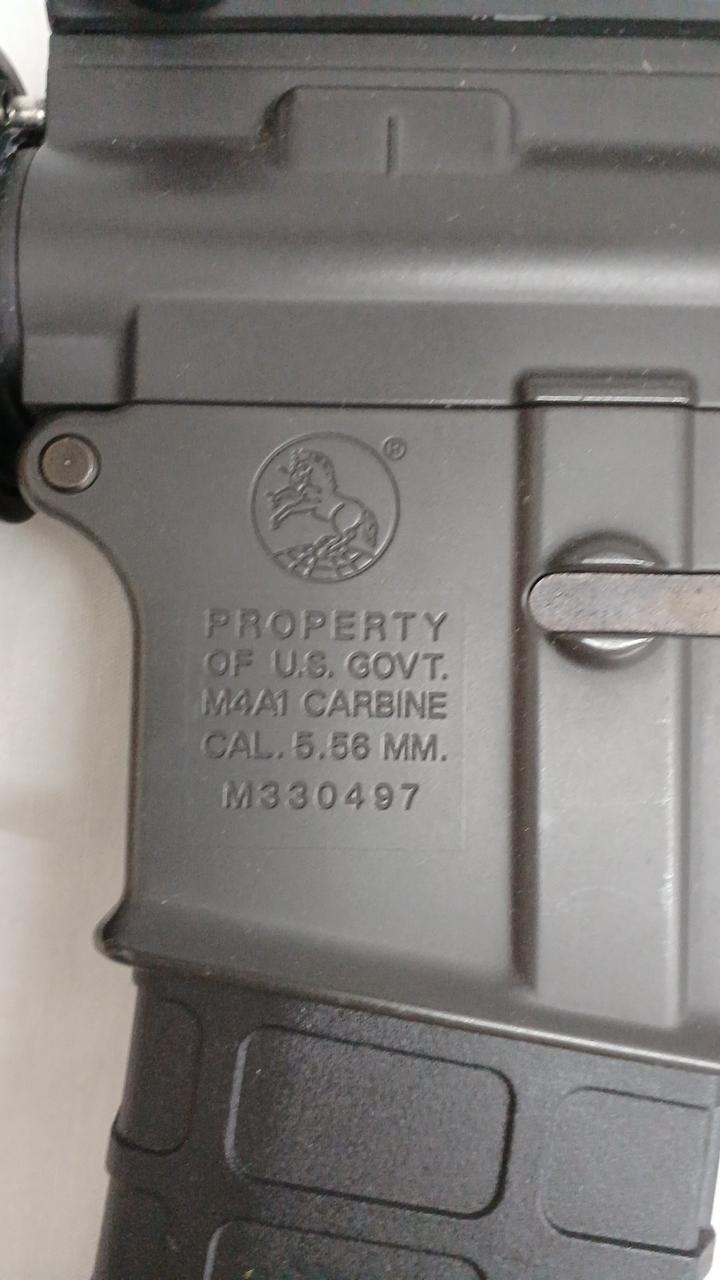 ®
PROPERTY
OF U.S. GOVT.
M4A1 CARBINE
CAL. 5.56 MM.
M330497